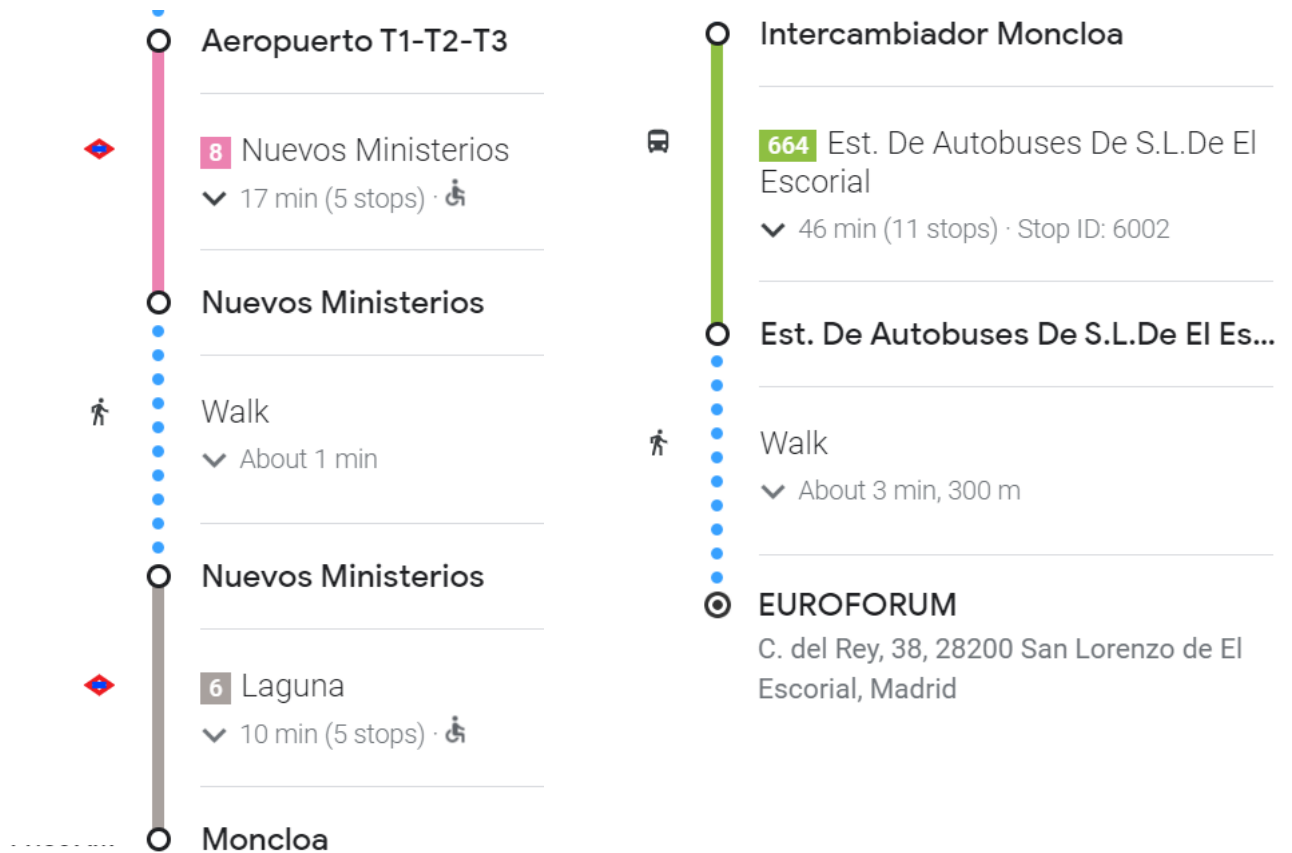 Aeropuerto T1-T2-T3
8 Nuevos Ministerios
17 min (5 stops) ·
Nuevos Ministerios
Walk
About 1 min
Nuevos Ministerios
6 Laguna
10 min (5 stops) ·
Moncloa
Intercambiador Moncloa
664 Est. De Autobuses De S.L.De El
Escorial
46 min (11 stops) · Stop ID: 6002
Est. De Autobuses De S.L.De El Es...
Walk
About 3 min, 300 m
EUROFORUM
C. del Rey, 38, 28200 San Lorenzo de El
Escorial, Madrid